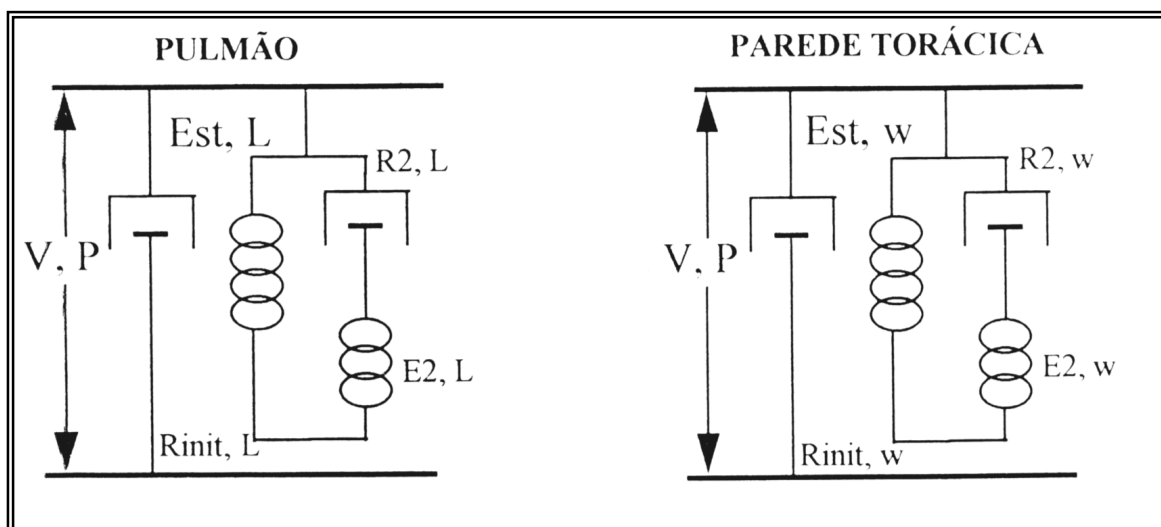 PULMÃO
Est, L
R2, L
V, P
E2, L
Rinit, L
PAREDE TORÁCICA
Est, w
R2, w
V, P
E2, w
Rinit, w